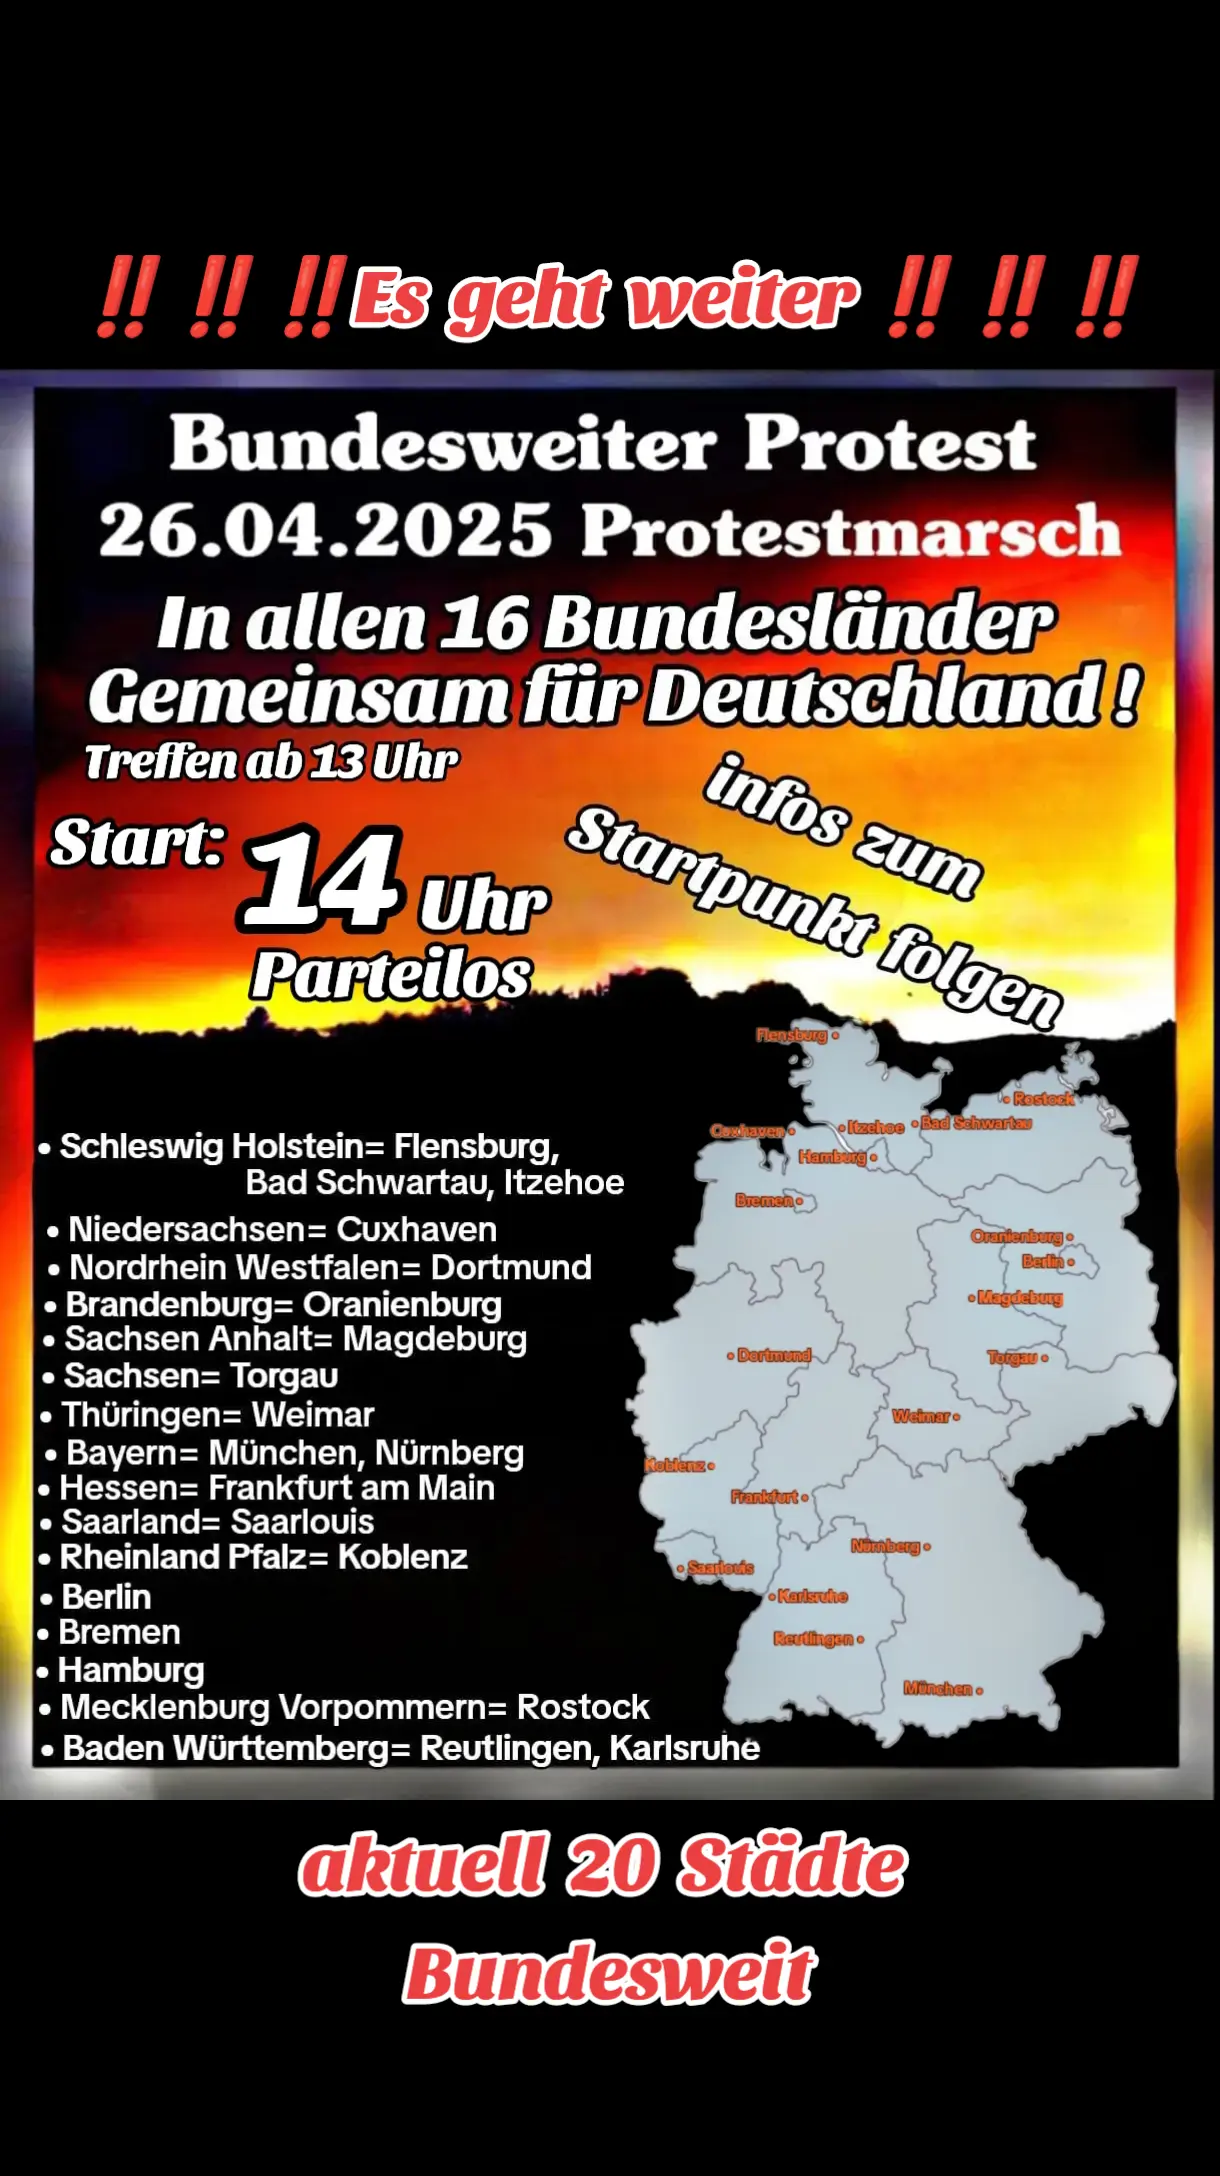 ‼️ ‼️ ‼️Es geht weiter ‼️ ‼️ ‼️
Bundesweiter Protest
26.04.2025 Protestmarsch
In allen 16 Bundesländer
Gemeinsam für Deutschland !
Treffen ab 13 Uhr
Start: 14 Uhr
Parteilos
infos zum
Startpunkt folgen
• Schleswig Holstein= Flensburg,
Bad Schwartau, Itzehoe
• Niedersachsen= Cuxhaven
• Nordrhein Westfalen= Dortmund
• Brandenburg= Oranienburg
• Sachsen Anhalt= Magdeburg
• Sachsen= Torgau
• Thüringen= Weimar
• Bayern= München, Nürnberg
• Hessen= Frankfurt am Main
• Saarland= Saarlouis
• Rheinland Pfalz= Koblenz
• Berlin
• Bremen
• Hamburg
• Mecklenburg Vorpommern= Rostock
• Baden Württemberg= Reutlingen, Karlsruhe
Flensburg •
• Rostock
Cuxhaven •
• Itzehoe
• Bad Schwartau
Hamburg •
Bremen •
Oranienburg •
Berlin •
• Magdeburg
• Dortmund
Torgau •
Weimar •
Koblenz •
Frankfurt •
Nürnberg •
• Saarlouis
• Karlsruhe
Reutlingen •
München •
aktuell 20 Städte
Bundesweit